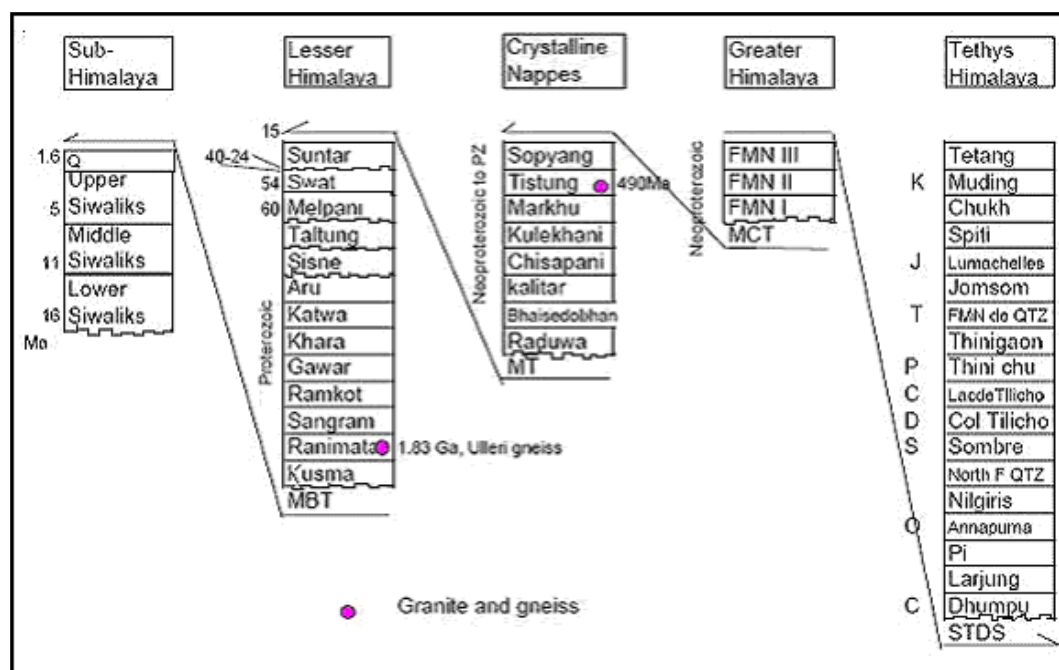 Sub-
Himalaya
Lesser
Himalaya
Crystalline
Nappes
Greater
Himalaya
Tethys
Himalaya
1.6
Q
Upper
Siwaliks
5
Middle
Siwaliks
11
Lower
Siwaliks
16
Ma
15
40-24
Suntar
54
Swat
60
Melpani
Taltung
Sisne
Aru
Katwa
Khara
Gawar
Ramkot
Sangram
Ranimata
1.83 Ga, Ulleri gneiss
Kusma
MBT
Proterozoic
Neoproterozoic to PZ
Sopyang
Tistung
490Ma
Markhu
Kulekhani
Chisapani
kalitar
Bhaisedobhan
Raduwa
MT
Neoproterozoic
FMN III
FMN II
FMN I
MCT
Tetang
K
Muding
Chukh
Spiti
J
Lumachelles
Jomsom
T
FMN de QTZ
Thinigaon
P
Thini chu
C
LacdeTilicho
D
Col Tilicho
S
Sombre
North F QTZ
Nilgiris
O
Annapurna
Pi
Larjung
C
Dhumpu
STDS
Granite and gneiss